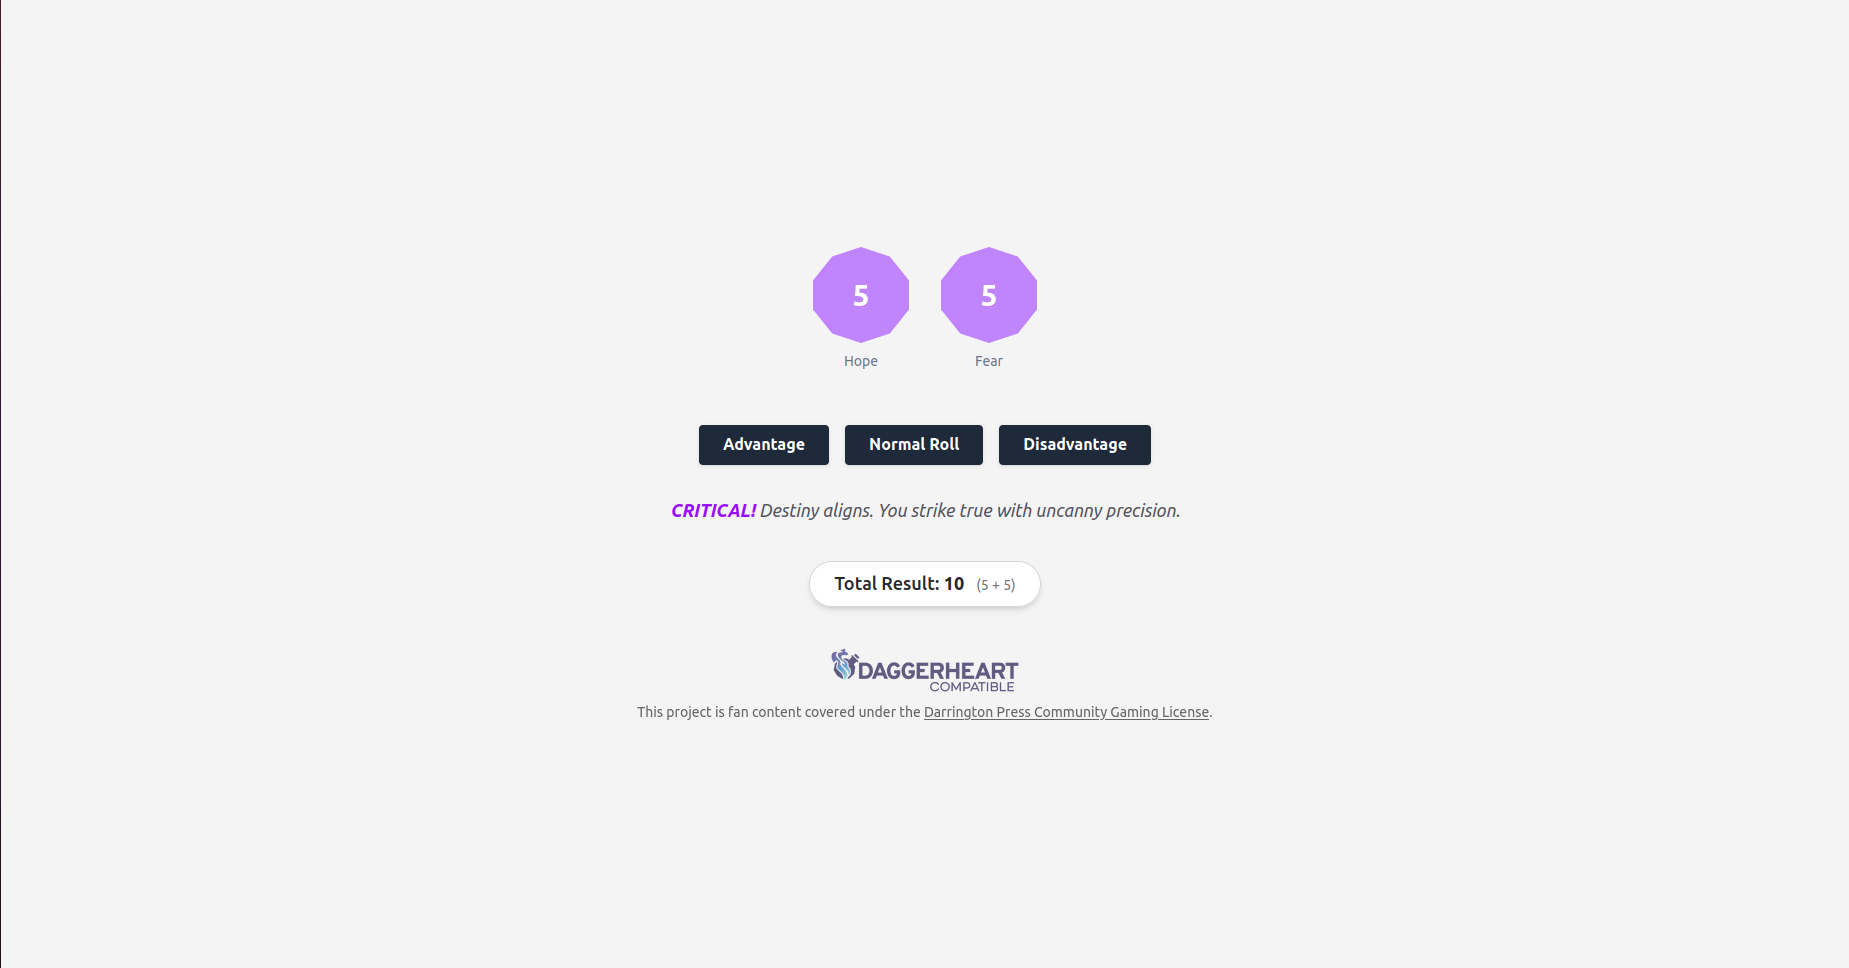 5 5
Hope Fear
Advantage Normal Roll Disadvantage
CRITICAL! Destiny aligns. You strike true with uncanny precision.
Total Result: 10 (5 + 5)
DAGGERHEART
COMPATIBLE
This project is fan content covered under the Darrington Press Community Gaming License.